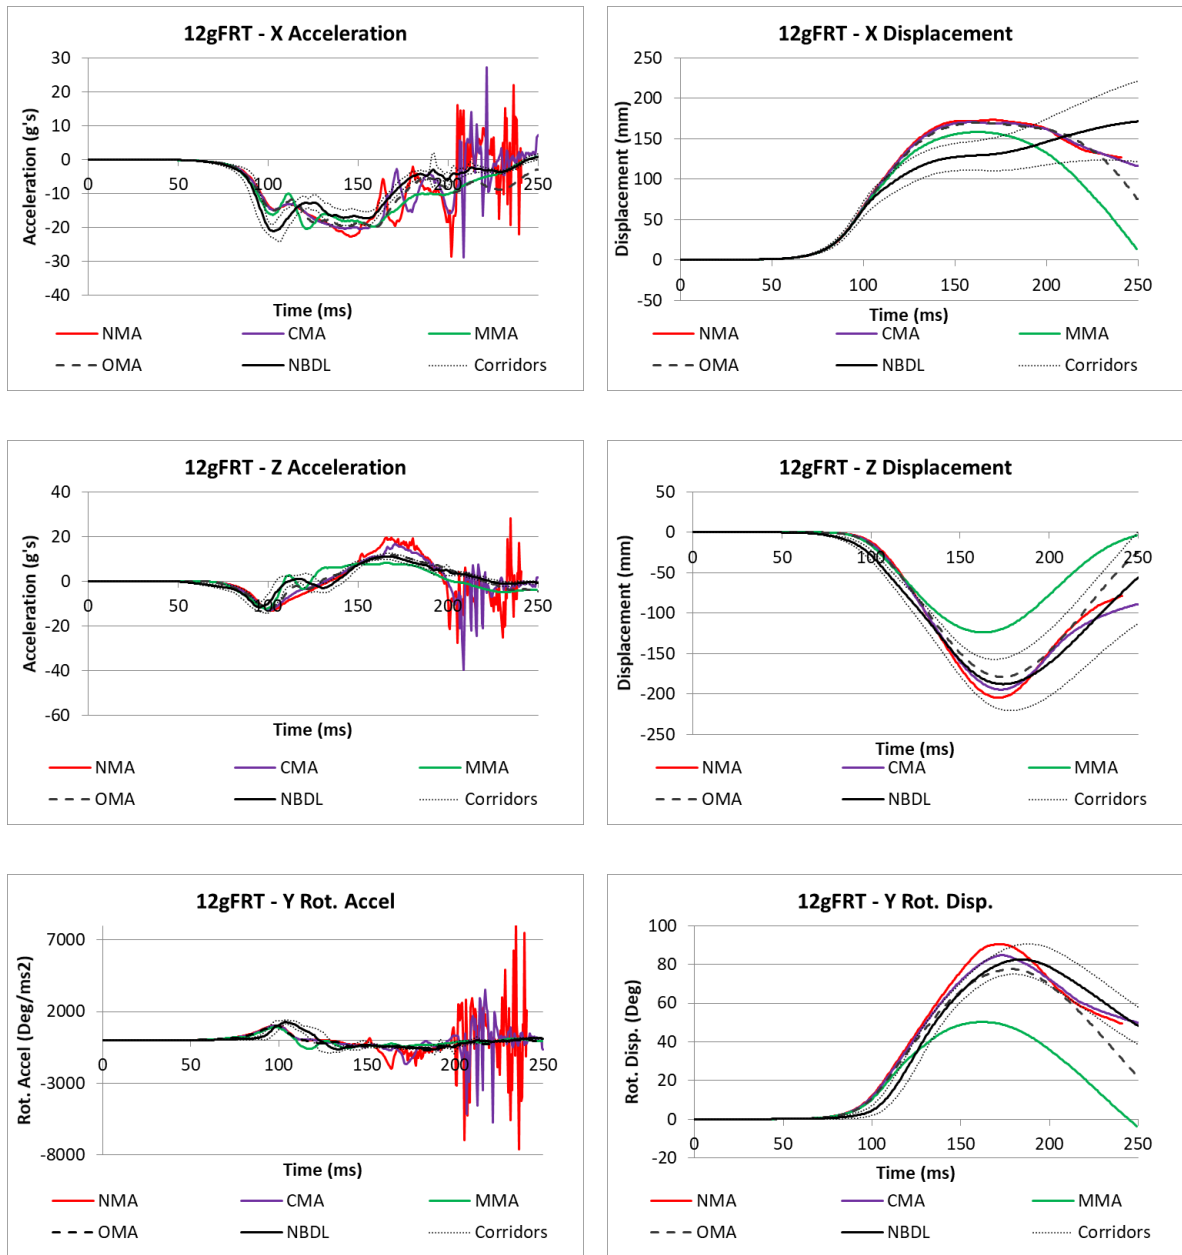 12gFRT - X Acceleration
30
20
10
0
-10
-20
-30
-40
0 50 100 150 200 250
Acceleration (g's)
Time (ms)
NMA CMA MMA
OMA NBDL Corridors
12gFRT - X Displacement
250
200
150
100
50
0
-50
0 50 100 150 200 250
Displacement (mm)
Time (ms)
NMA CMA MMA
OMA NBDL Corridors
12gFRT - Z Acceleration
40
20
0
-20
-40
-60
0 50 100 150 200 250
Acceleration (g's)
Time (ms)
NMA CMA MMA
OMA NBDL Corridors
12gFRT - Z Displacement
50
0
-50
-100
-150
-200
-250
0 50 100 150 200 250
Displacement (mm)
Time (ms)
NMA CMA MMA
OMA NBDL Corridors
12gFRT - Y Rot. Accel
7000
2000
-3000
-8000
0 50 100 150 200 250
Rot. Accel (Deg/ms2)
Time (ms)
NMA CMA MMA
OMA NBDL Corridors
12gFRT - Y Rot. Disp.
100
80
60
40
20
0
-20
0 50 100 150 200 250
Rot. Disp. (Deg)
Time (ms)
NMA CMA MMA
OMA NBDL Corridors